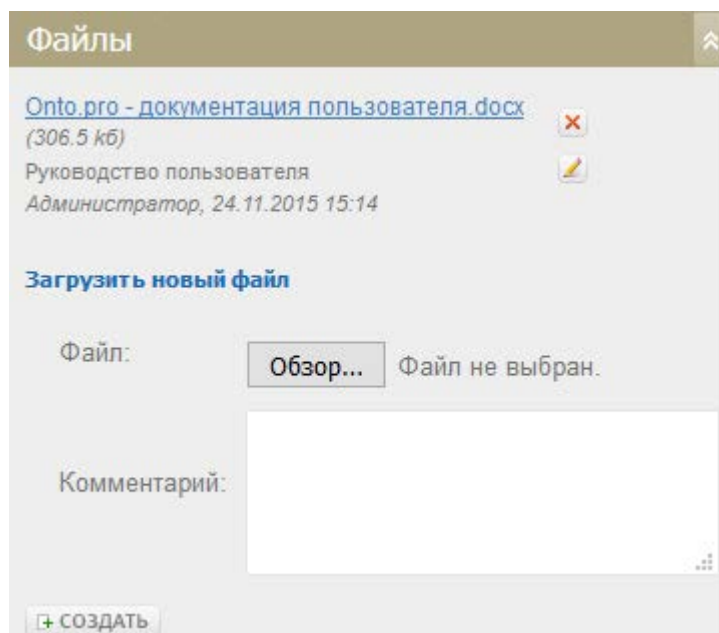 Файлы
Onto.pro - документация пользователя.docx
(306.5 кб)
Руководство пользователя
Администратор, 24.11.2015 15:14
Загрузить новый файл
Файл:
Обзор... Файл не выбран.
Комментарий:
СОЗДАТЬ